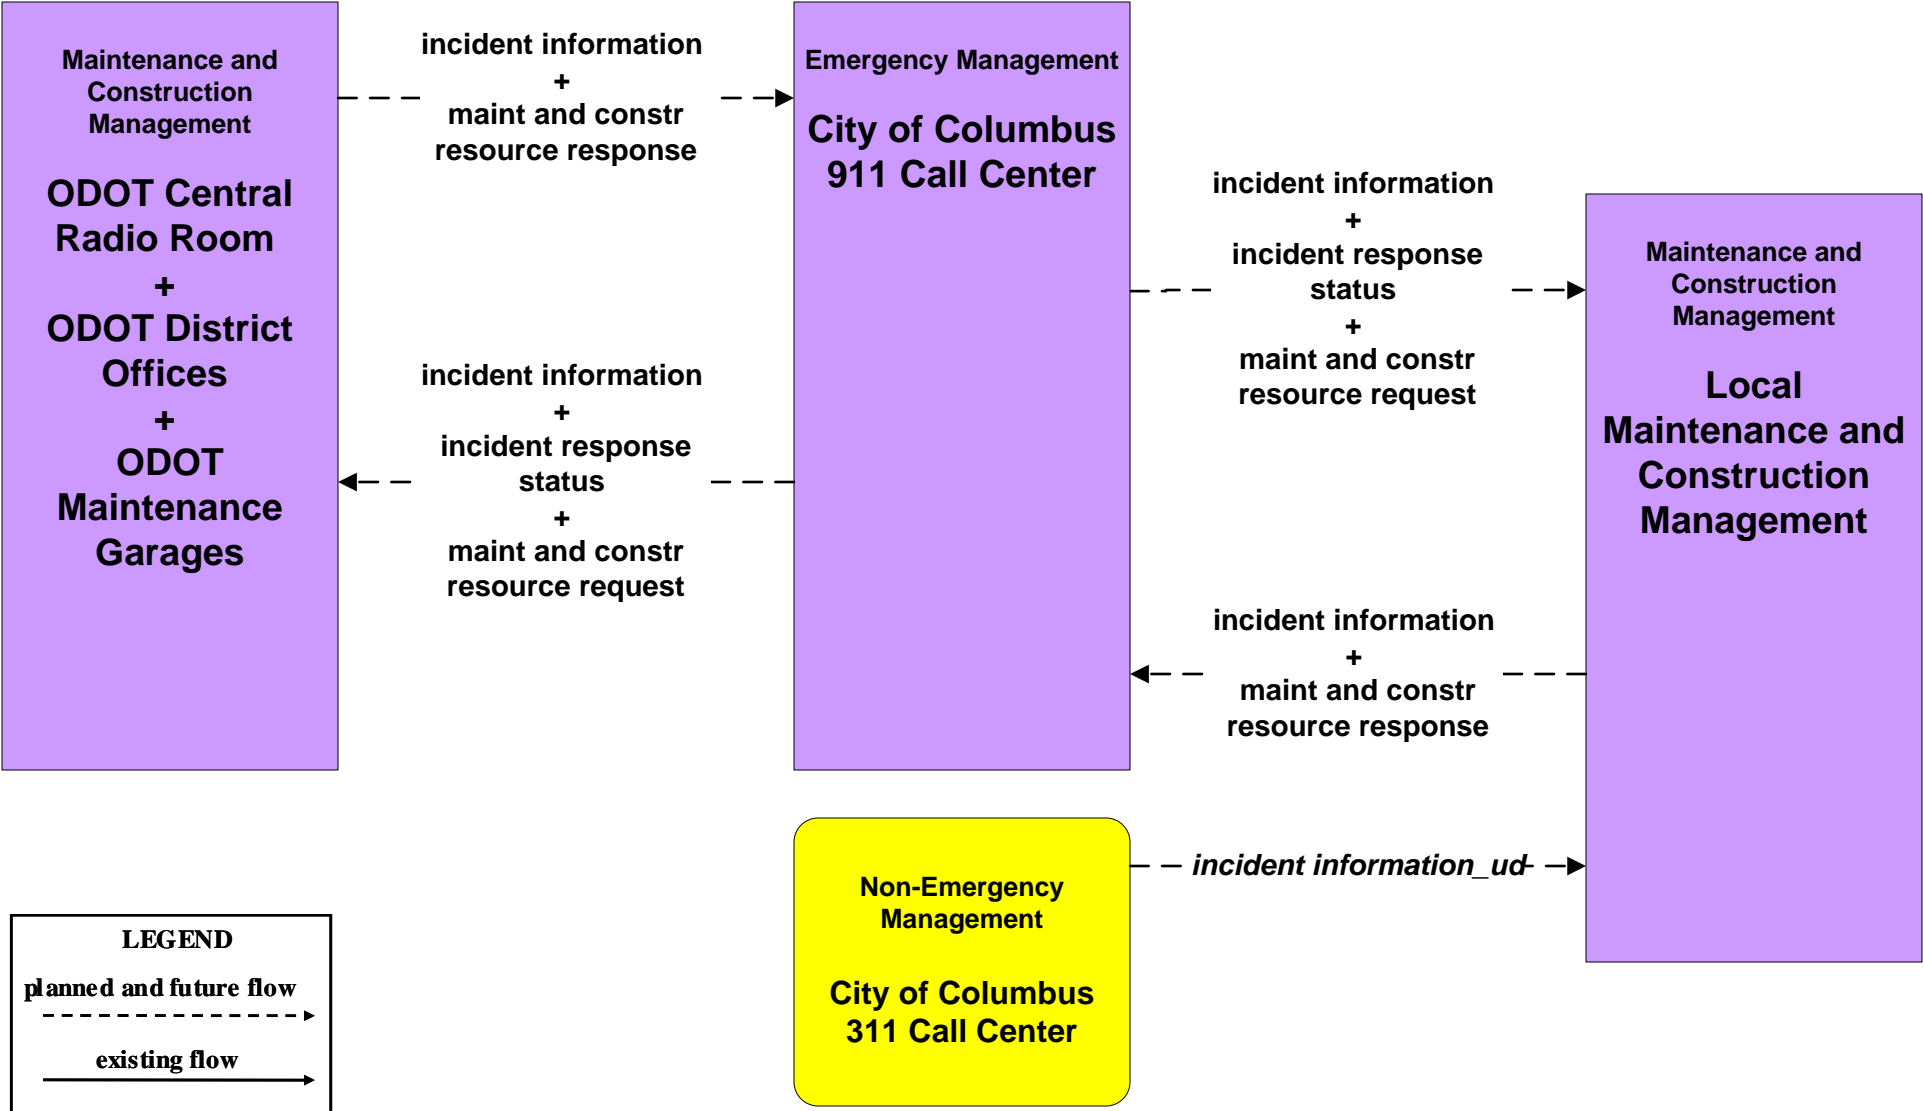 Maintenance and
Construction
Management
ODOT Central
Radio Room
+
ODOT District
Offices
+
ODOT
Maintenance
Garages
incident information
+
maint and constr
resource response
incident information
+
incident response
status
+
maint and constr
resource request
Emergency Management
City of Columbus
911 Call Center
incident information
+
incident response
status
+
maint and constr
resource request
incident information
+
maint and constr
resource response
Maintenance and
Construction
Management
Local
Maintenance and
Construction
Management
Non-Emergency
Management
City of Columbus
311 Call Center
incident information_ud
LEGEND
planned and future flow
existing flow